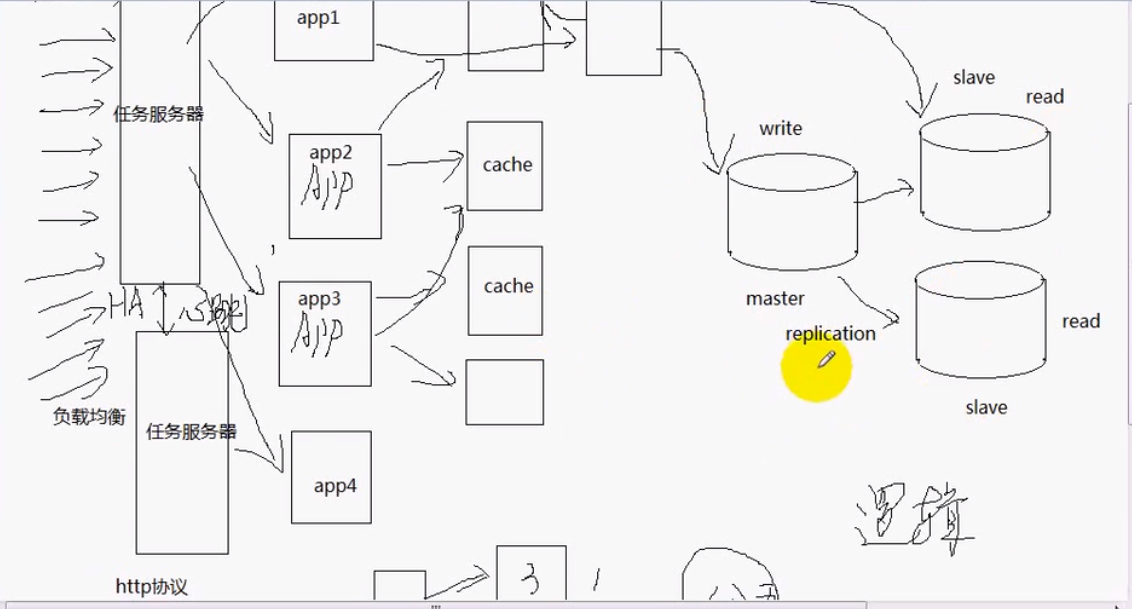 app1
slave
read
任务服务器
write
app2
APP
cache
app3
APP
cache
HA
心跳
master
replication
read
负载均衡
任务服务器
slave
app4
逻辑
http协议
3